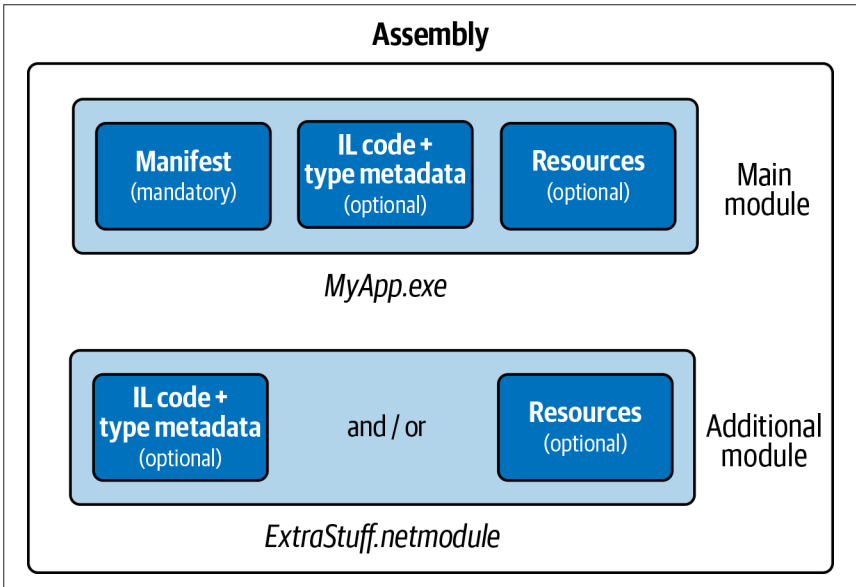 Assembly
Manifest
(mandatory)
IL code +
type metadata
(optional)
Resources
(optional)
Main
module
MyApp.exe
IL code +
type metadata
(optional)
and / or
Resources
(optional)
Additional
module
ExtraStuff.netmodule